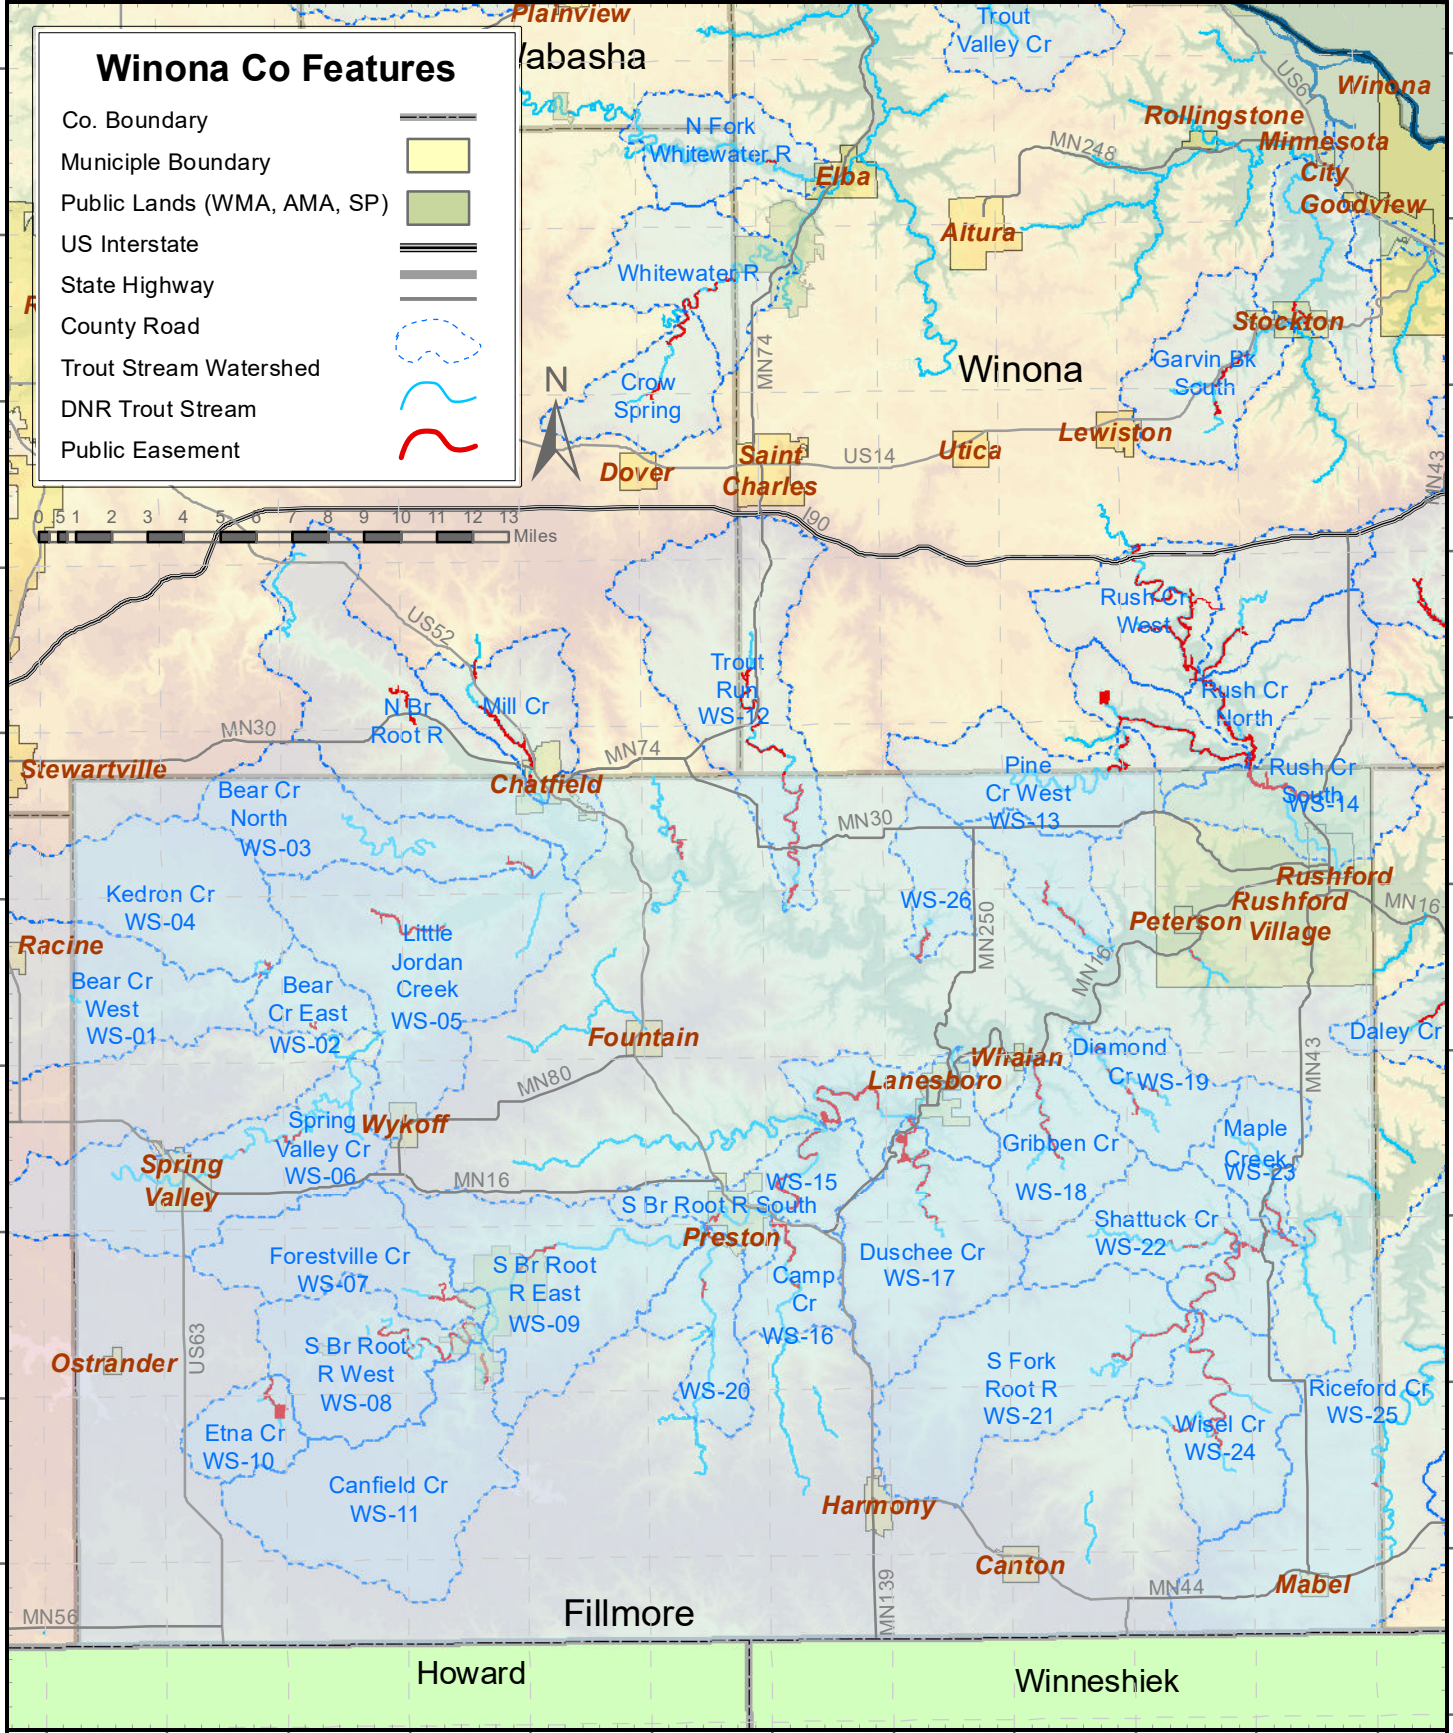 Plainview
Wabasha
Trout
Valley Cr
Winona Co Features
Co. Boundary
Municiple Boundary
Public Lands (WMA, AMA, SP)
US Interstate
State Highway
County Road
Trout Stream Watershed
DNR Trout Stream
Public Easement
US61
Winona
Rollingstone
Minnesota
City
Goodview
MN248
N Fork
Whitewater R
Elba
Altura
Whitewater R
Stockton
MN74
Winona
Garvin Bk
South
Crow
Spring
N
Lewiston
Utica
US14
Saint
Charles
Dover
MN43
I90
0 .5 1 2 3 4 5 6 7 8 9 10 11 12 13
Miles
US52
Rush Cr
West
Trout
Run
WS-12
Mill Cr
N Br
Root R
Rush Cr
North
MN30
MN74
Stewartville
Chatfield
Pine
Cr West
WS-13
Rush Cr
South
WS-14
Bear Cr
North
WS-03
MN30
Kedron Cr
WS-04
WS-26
MN250
Rushford
Rushford
Village
Peterson
MN16
Racine
Little
Jordan
Creek
WS-05
Bear Cr
West
WS-01
Bear
Cr East
WS-02
MN16
Fountain
Whalan
Lanesboro
Diamond
Cr
WS-19
Daley Cr
MN43
MN80
Spring
Valley Cr
WS-06
Wykoff
Gribben Cr
WS-18
Maple
Creek
WS-23
Spring
Valley
MN16
WS-15
S Br Root R South
Preston
Shattuck Cr
WS-22
Forestville Cr
WS-07
S Br Root
R East
WS-09
Camp
Cr
WS-16
Duschee Cr
WS-17
US63
Ostrander
S Br Root
R West
WS-08
WS-20
S Fork
Root R
WS-21
Riceford Cr
WS-25
Etna Cr
WS-10
Wisel Cr
WS-24
Canfield Cr
WS-11
Harmony
Canton
Mabel
MN44
MN139
MN56
Fillmore
Howard
Winneshiek